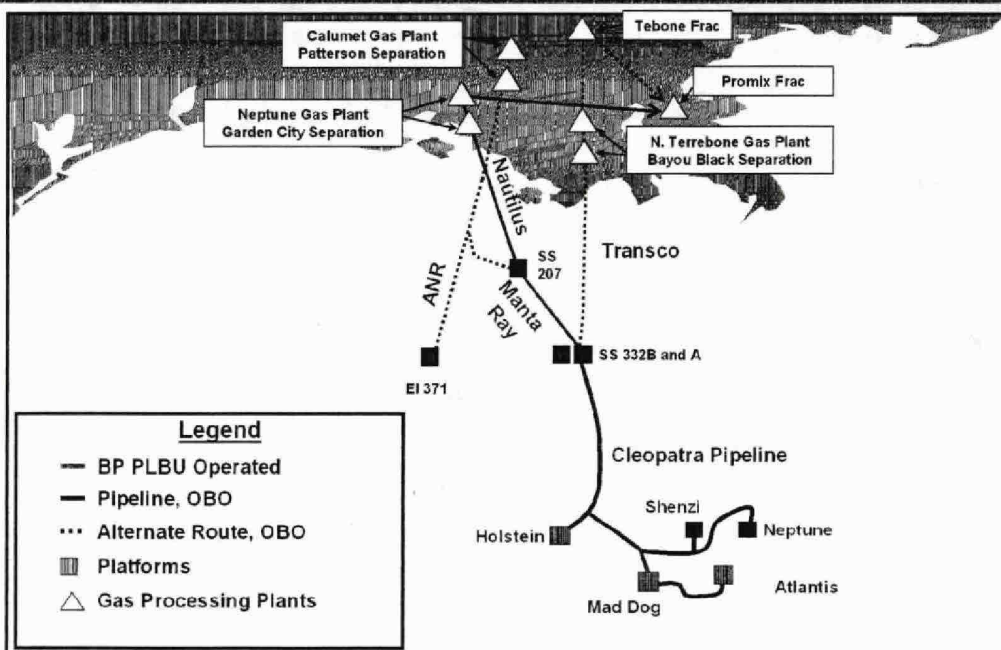 Calumet Gas Plant
Patterson Separation
Tebone Frac
Promix Frac
Neptune Gas Plant
Garden City Separation
N. Terrebone Gas Plant
Bayou Black Separation
Nautilus
Transco
SS
207
ANR
Manta
Ray
SS 332B and A
EI 371
Legend
BP PLBU Operated
Pipeline, OBO
Alternate Route, OBO
Platforms
Gas Processing Plants
Cleopatra Pipeline
Shenzi
Holstein
Neptune
Atlantis
Mad Dog